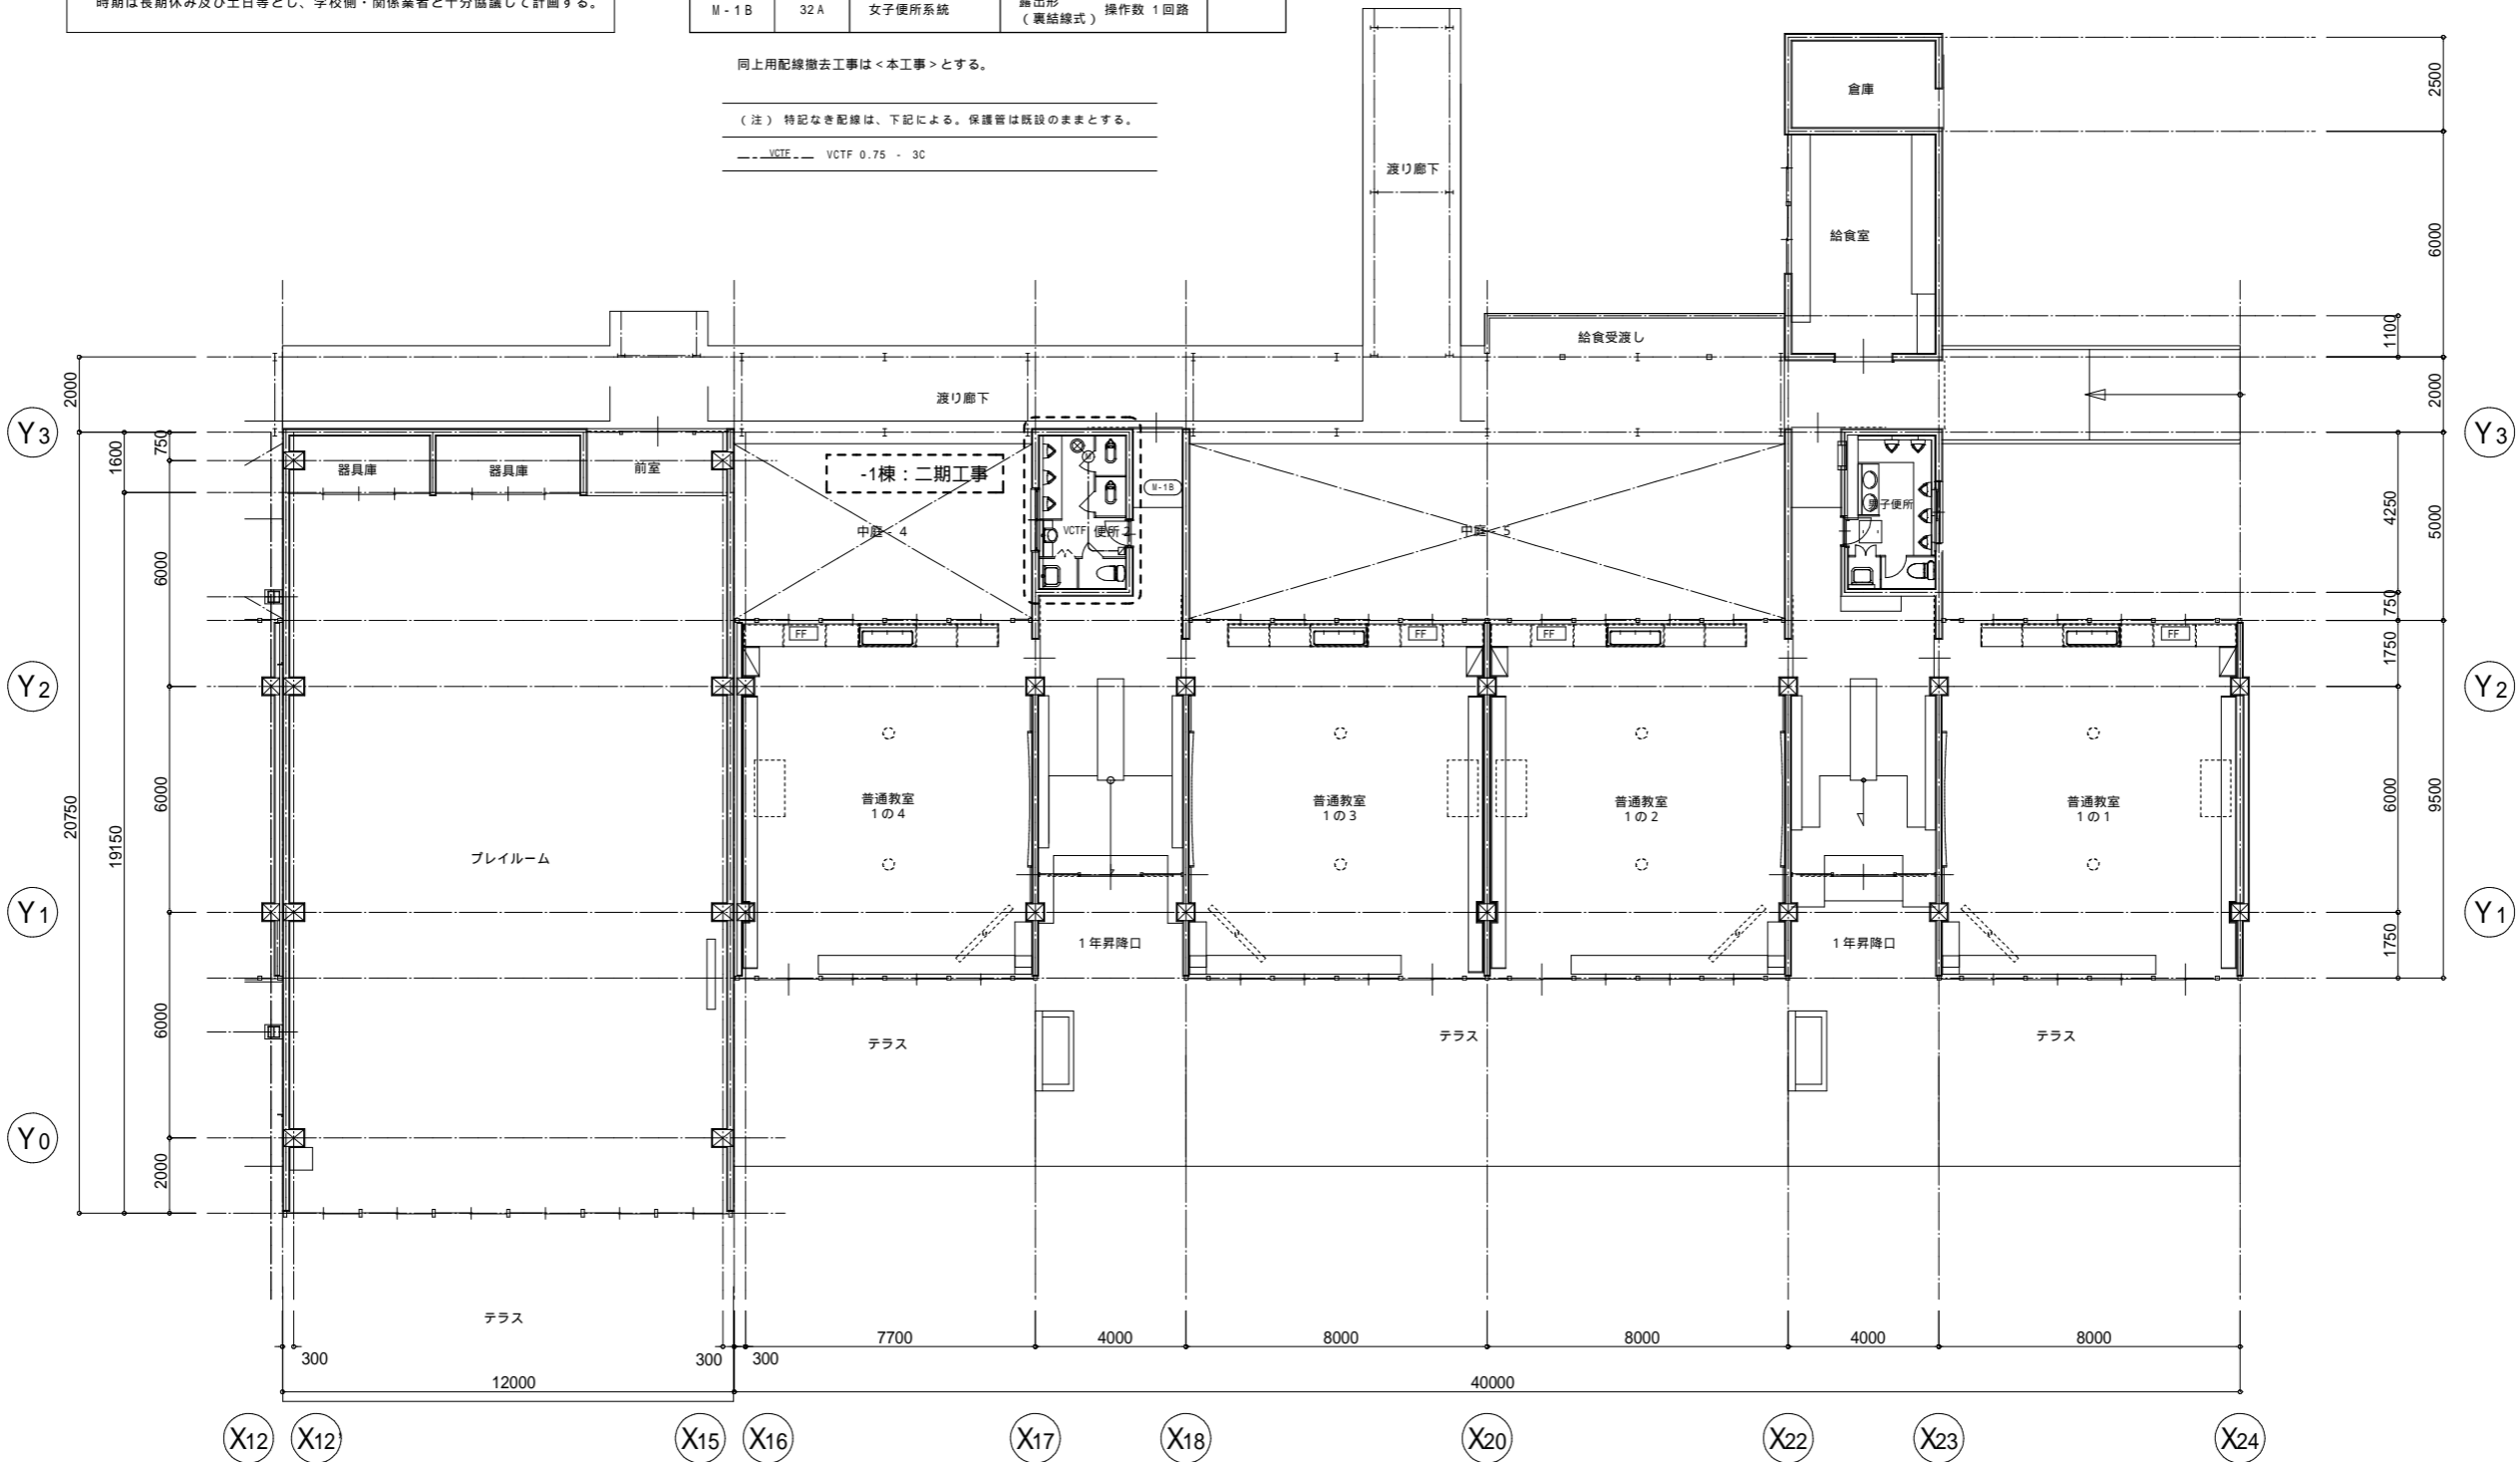 時期は長期休み及び土日等とし、学校側・関係業者と十分協議して計画する。
M - 1 B 32 A 女子便所系統 露出形 (裏結線式) 操作数 1 回路
同上用配線撤去工事は < 本工事 > とする。
(注) 特記なき配線は、下記による。保護管は既設のままとする。
VCTF VCTF 0.75 - 3C
倉庫
2500
渡り廊下
給食室
6000
給食受渡し
1100
2000
渡り廊下
2000
Y3
750
1600
器具庫
器具庫
前室
-1棟：二期工事
M-1B
男子便所
4250
5000
Y3
中庭 - 4
VCTF
便所 2
中庭 - 5
6000
750
FF
FF
FF
FF
1750
Y2
Y2
6000
20750
19150
プレイルーム
普通教室
1 の 4
普通教室
1 の 3
普通教室
1 の 2
普通教室
1 の 1
6000
9500
Y1
Y1
1 年昇降口
1 年昇降口
1750
6000
テラス
テラス
テラス
Y0
2000
テラス
7700
4000
8000
8000
4000
8000
300
300
300
12000
40000
X12
X12'
X15
X16
X17
X18
X20
X22
X23
X24